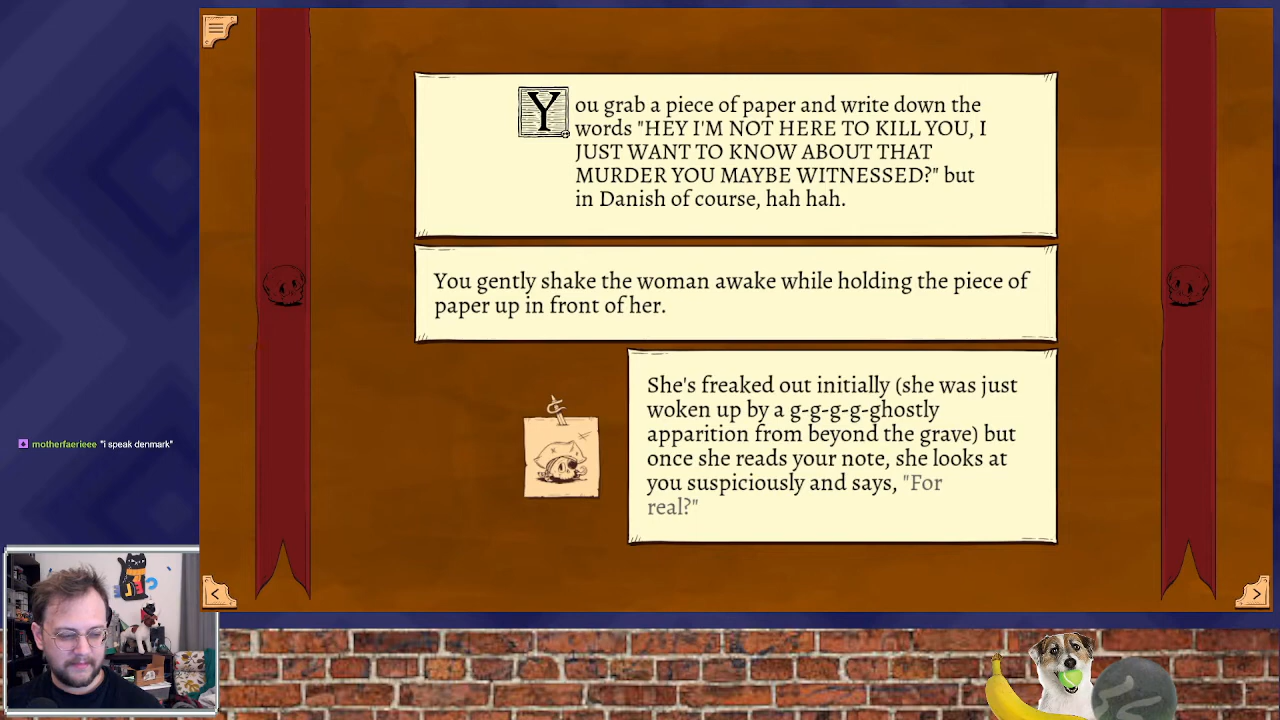 You grab a piece of paper and write down the
words "HEY I'M NOT HERE TO KILL YOU, I
JUST WANT TO KNOW ABOUT THAT
MURDER YOU MAYBE WITNESSED?" but
in Danish of course, hah hah.
You gently shake the woman awake while holding the piece of
paper up in front of her.
She's freaked out initially (she was just
woken up by a g-g-g-g-ghostly
apparition from beyond the grave) but
once she reads your note, she looks at
you suspiciously and says, "For
real?"
motherfaerieee "i speak denmark"